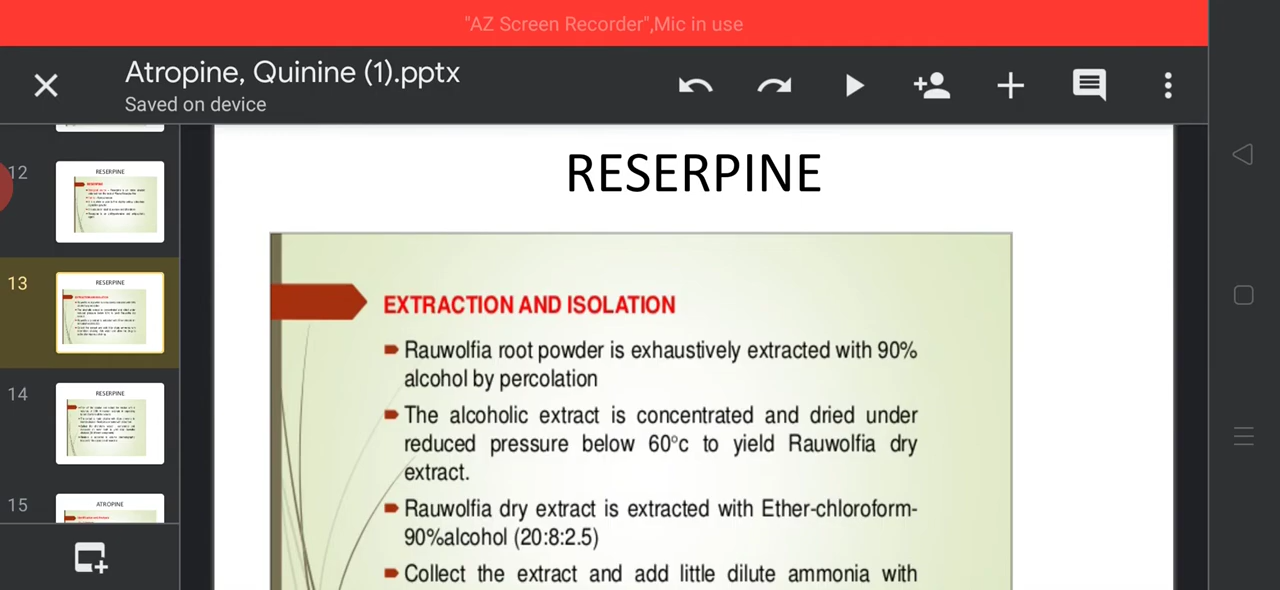 "AZ Screen Recorder",Mic in use
Atropine, Quinine (1).pptx
Saved on device
12
RESERPINE
13
RESERPINE
14
RESERPINE
15
ATROPINE
RESERPINE
EXTRACTION AND ISOLATION
Rauwolfia root powder is exhaustively extracted with 90%
alcohol by percolation
The alcoholic extract is concentrated and dried under
reduced pressure below 60°c to yield Rauwolfia dry
extract.
Rauwolfia dry extract is extracted with Ether-chloroform-
90%alcohol (20:8:2.5)
Collect the extract and add little dilute ammonia with